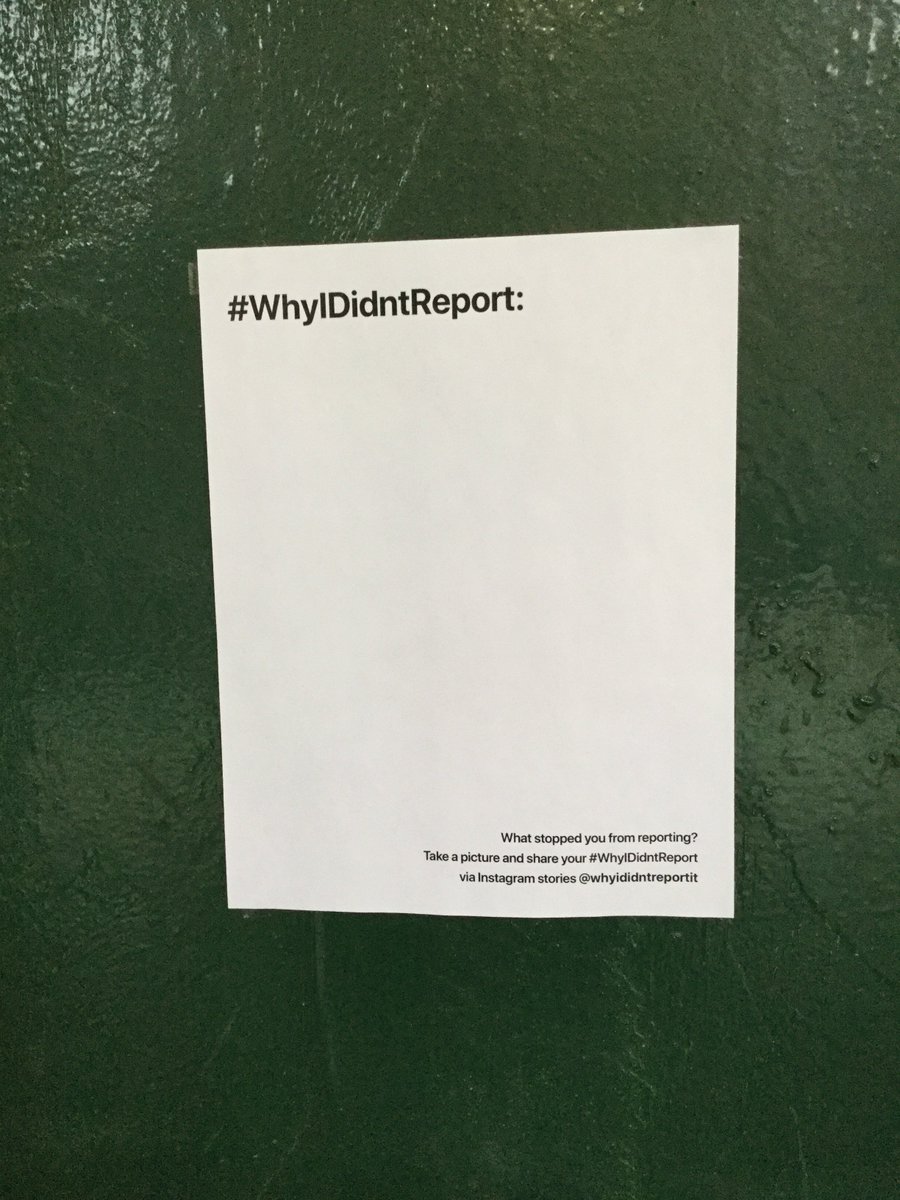 #WhyIDidntReport:
What stopped you from reporting?
Take a picture and share your #WhyIDidntReport
via Instagram stories @whyididntreportit